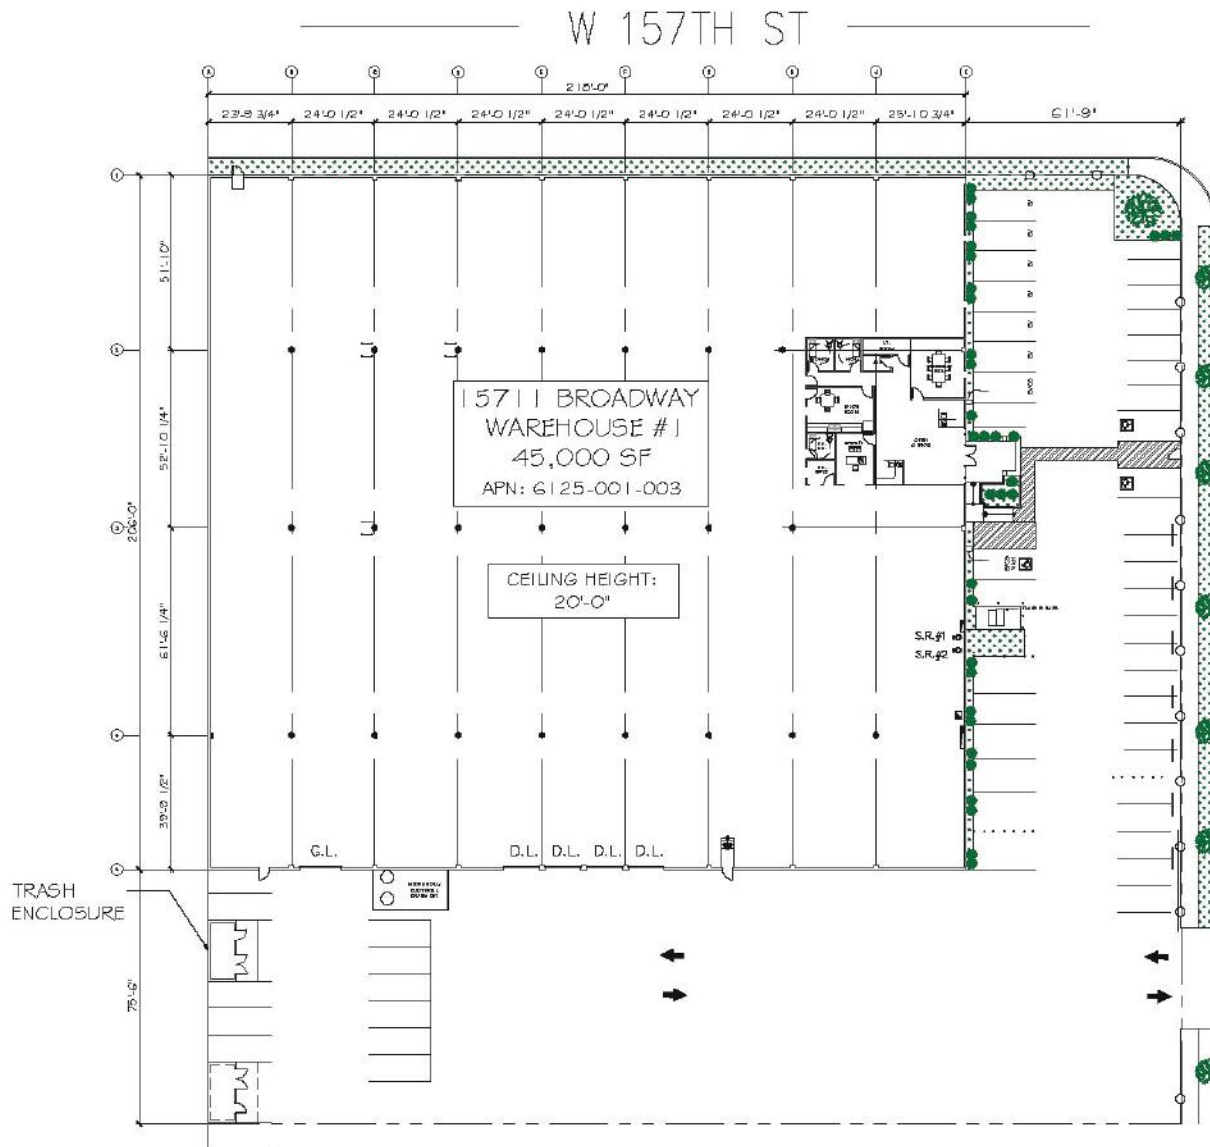 W 157TH ST
218'-0"
23'-9 3/4" 24'-0 1/2" 24'-0 1/2" 24'-0 1/2" 24'-0 1/2" 24'-0 1/2" 24'-0 1/2" 24'-0 1/2" 25'-10 3/4" 61'-9"
51'-10"
15711 BROADWAY
WAREHOUSE #1
45,000 SF
APN: 6125-001-003
52'-10 1/4"
206'-0"
CEILING HEIGHT:
20'-0"
61'-6 1/4"
S.R.#1
S.R.#2
39'-9 1/2"
G.L. D.L. D.L. D.L. D.L.
TRASH
ENCLOSURE
75'-6"